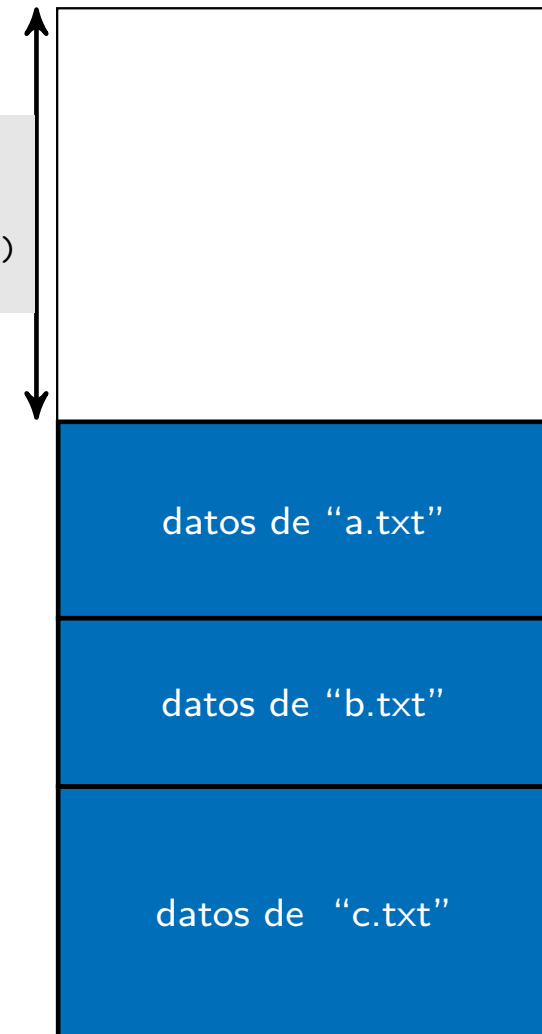 )
datos de “a.txt”
datos de “b.txt”
datos de “c.txt”